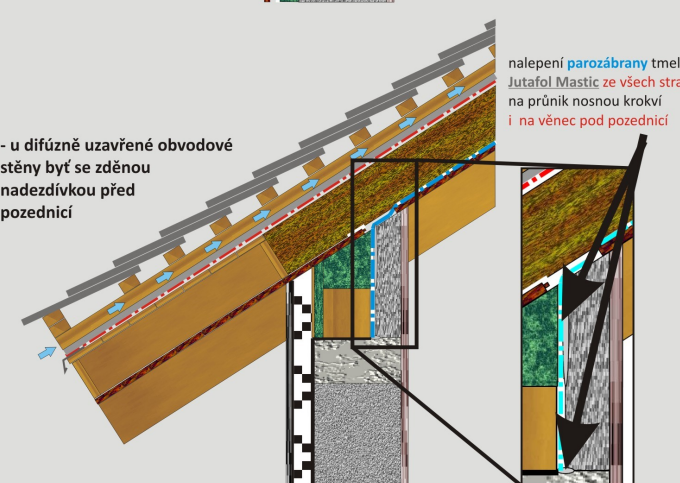 nalepení parozábrany tmel
Jutafol Mastic ze všech stra
na průnik nosnou krokví
i na věnec pod pozednicí
- u difúzně uzavřené obvodové
stěny byť se zděnou
nadezdívkou před
pozednicí